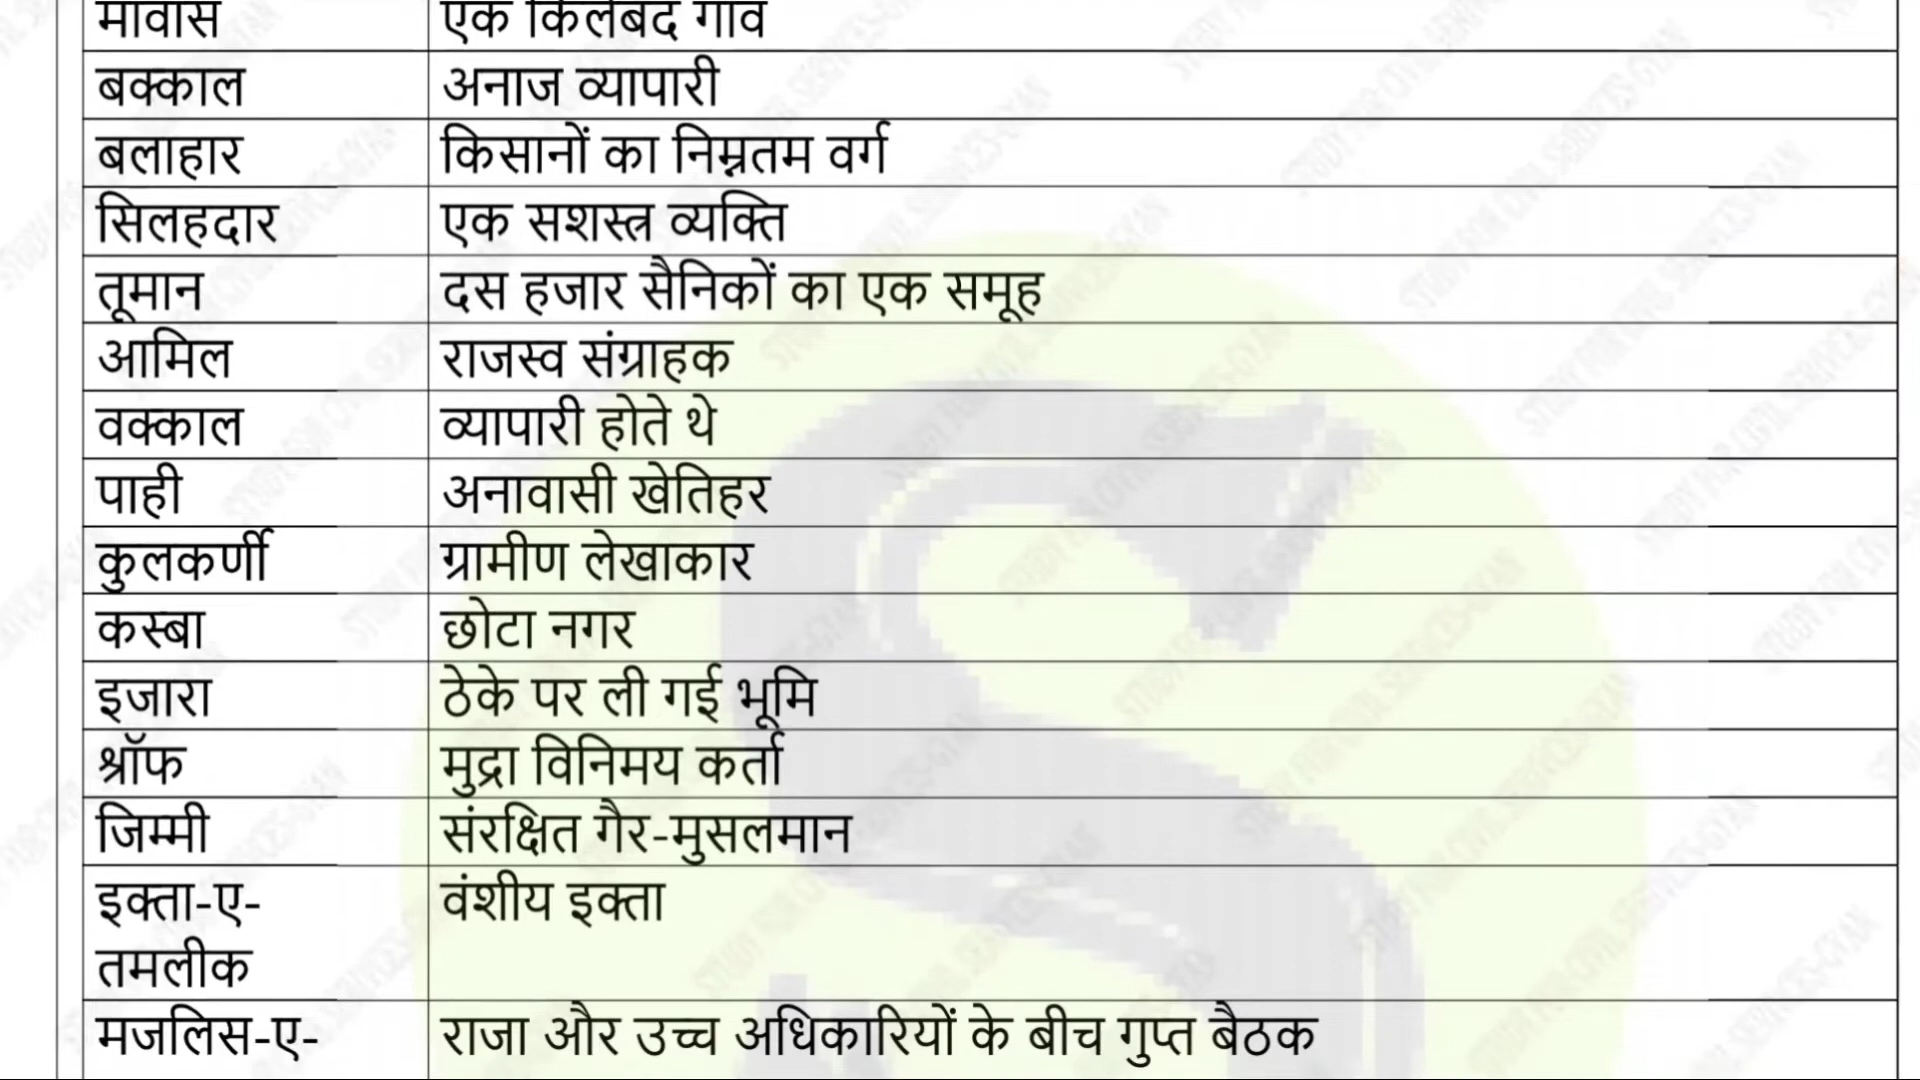 मावास एक किलेबंद गांव
बक्काल अनाज व्यापारी
बलाहार किसानों का निम्नतम वर्ग
सिलहदार एक सशस्त्र व्यक्ति
तूमान दस हजार सैनिकों का एक समूह
आमिल राजस्व संग्राहक
वक्काल व्यापारी होते थे
पाही अनावासी खेतिहर
कुलकर्णी ग्रामीण लेखाकार
कस्बा छोटा नगर
इजारा ठेके पर ली गई भूमि
श्रॉफ मुद्रा विनिमय कर्ता
जिम्मी संरक्षित गैर-मुसलमान
इक्ता-ए- वंशीय इक्ता
तमलीक
मजलिस-ए- राजा और उच्च अधिकारियों के बीच गुप्त बैठक